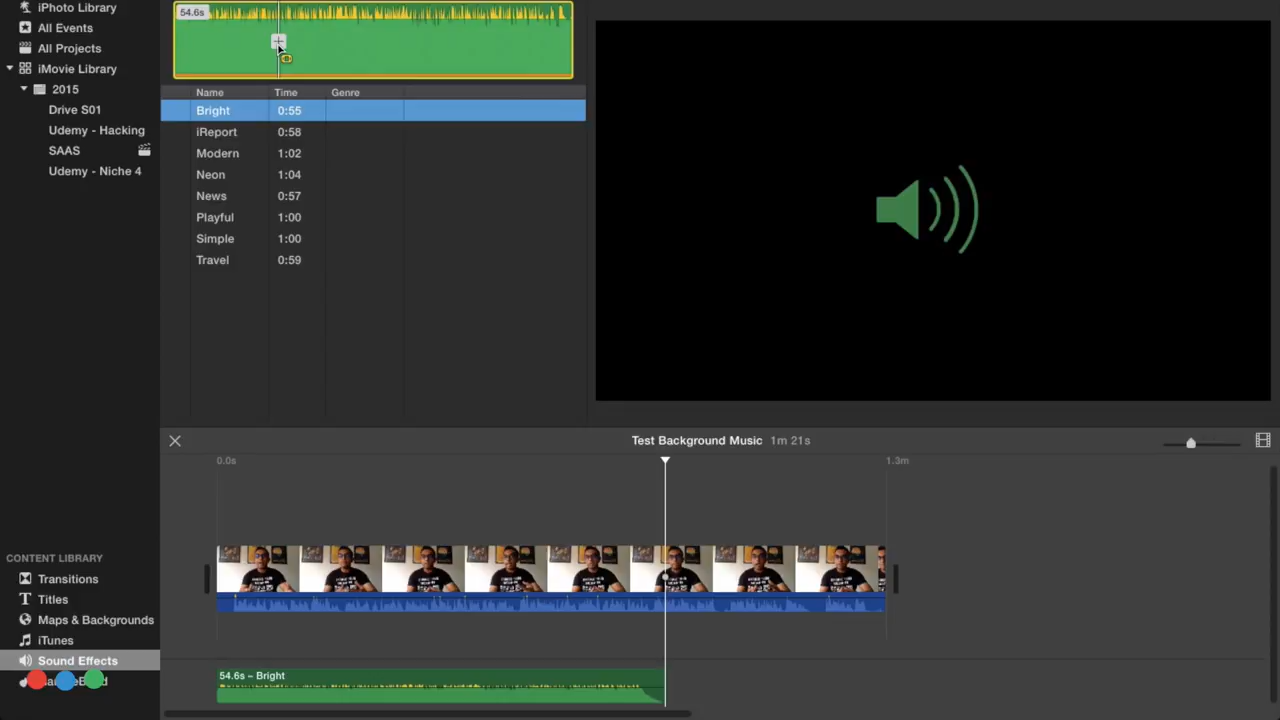 iPhoto Library
All Events
All Projects
iMovie Library
2015
Drive S01
Udemy - Hacking
SAAS
Udemy - Niche 4
54.6s
Name Time Genre
Bright 0:55
iReport 0:58
Modern 1:02
Neon 1:04
News 0:57
Playful 1:00
Simple 1:00
Travel 0:59
Test Background Music 1m 21s
0.0s 1.3m
CONTENT LIBRARY
Transitions
Titles
Maps & Backgrounds
iTunes
Sound Effects
54.6s – Bright